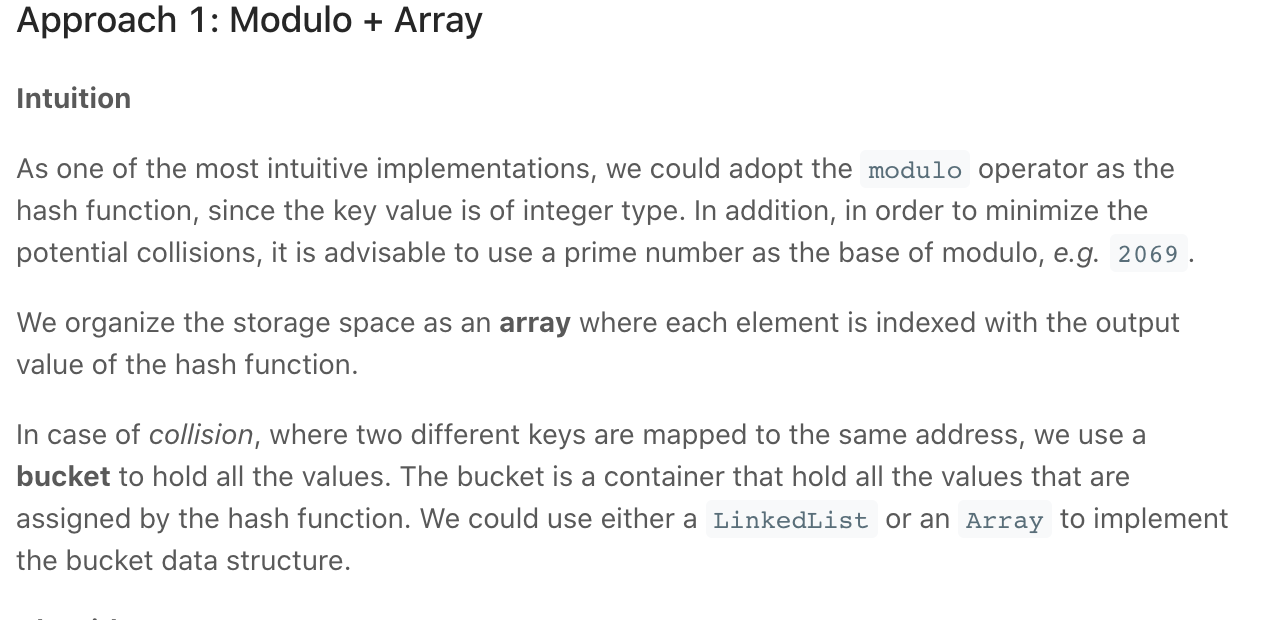 Approach 1: Modulo + Array
Intuition
As one of the most intuitive implementations, we could adopt the modulo operator as the
hash function, since the key value is of integer type. In addition, in order to minimize the
potential collisions, it is advisable to use a prime number as the base of modulo, e.g. 2069.
We organize the storage space as an array where each element is indexed with the output
value of the hash function.
In case of collision, where two different keys are mapped to the same address, we use a
bucket to hold all the values. The bucket is a container that hold all the values that are
assigned by the hash function. We could use either a LinkedList or an Array to implement
the bucket data structure.